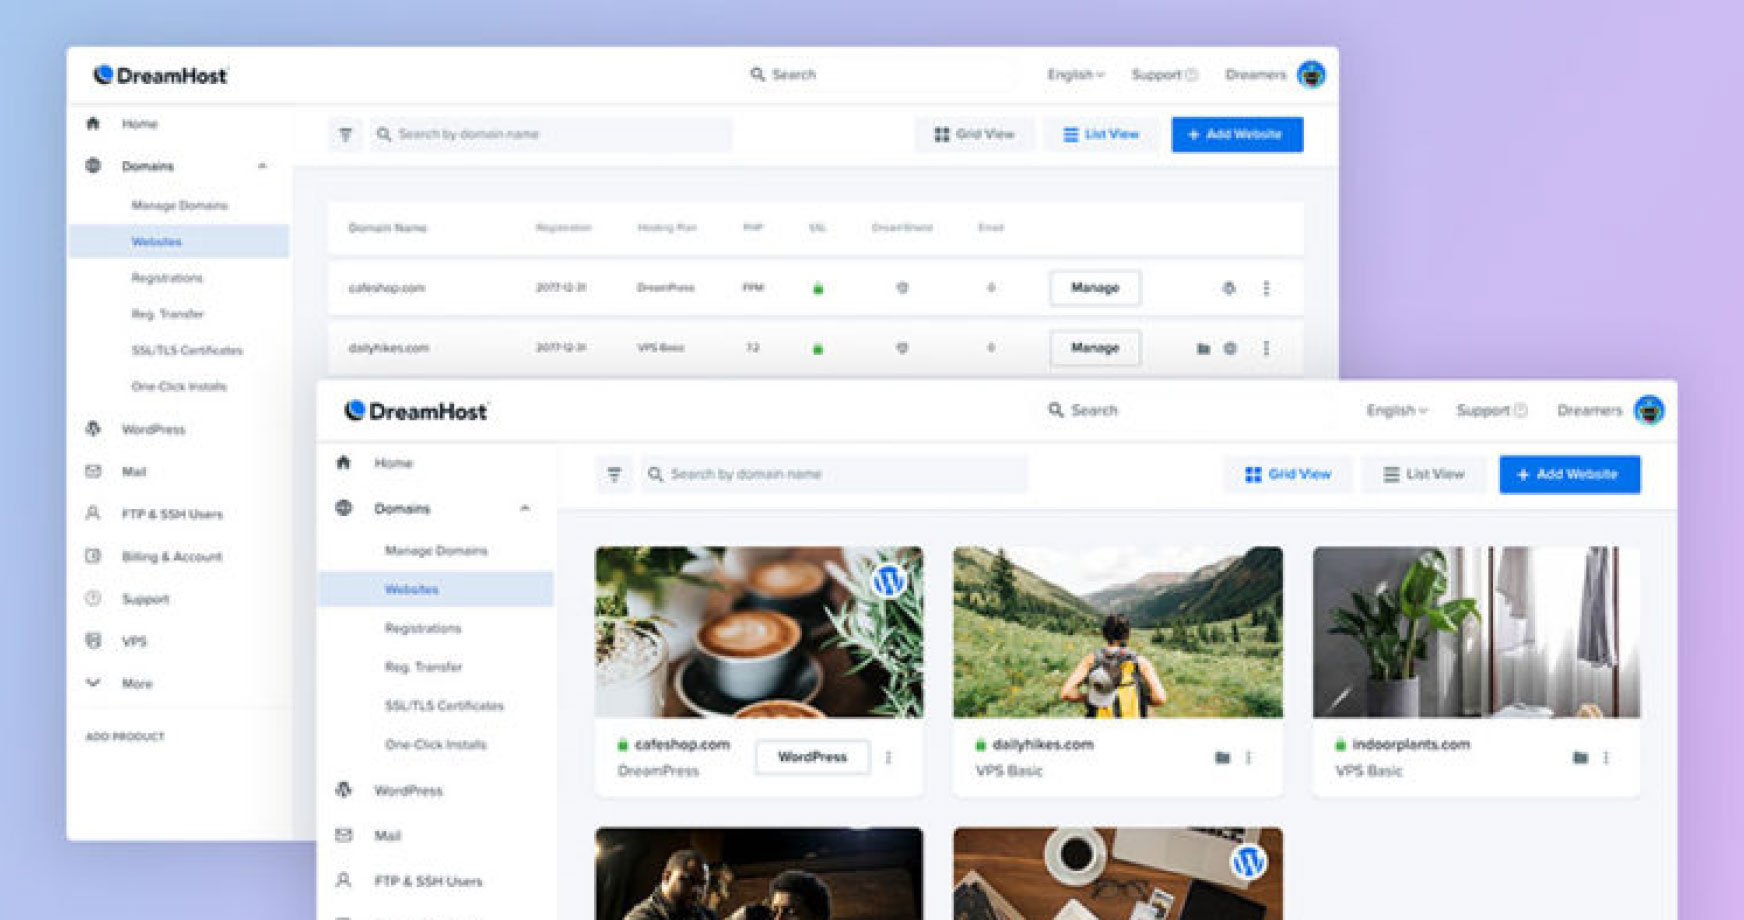 DreamHost
Search
English
Support
Dreamers
Home
Search by domain name
Grid View
List View
+ Add Website
Domains
Manage Domains
Websites
Registrations
Reg. Transfer
SSL/TLS Certificates
One-Click Installs
WordPress
Mail
FTP & SSH Users
Billing & Account
Support
VPS
More
ADD PRODUCT
Domain Name Registration Hosting Plan PHP SSL DreamShield Email
cafeshop.com 2077-12-31 DreamPress FPM 0 Manage
dailyhikes.com 2077-12-31 VPS Basic 7.2 0 Manage
DreamHost
Search
English
Support
Dreamers
Home
Search by domain name
Grid View
List View
+ Add Website
Domains
Manage Domains
Websites
Registrations
Reg. Transfer
SSL/TLS Certificates
One-Click Installs
WordPress
Mail
FTP & SSH Users
cafeshop.com
DreamPress
WordPress
dailyhikes.com
VPS Basic
indoorplants.com
VPS Basic